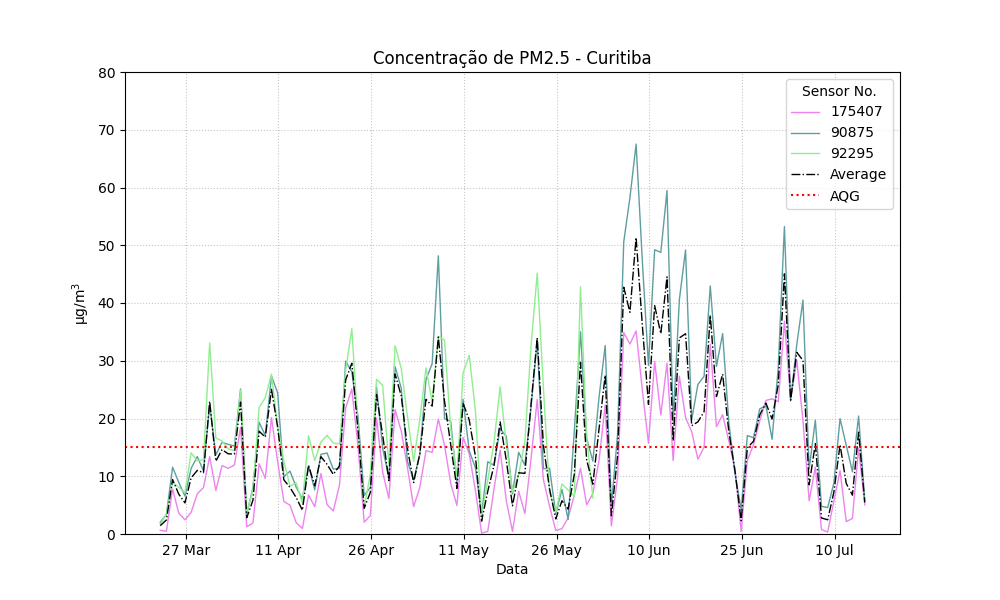 Concentração de PM2.5 - Curitiba
80
70
60
50
40
30
20
10
0
µg/m³
Sensor No.
175407
90875
92295
Average
AQG
27 Mar
11 Apr
26 Apr
11 May
26 May
10 Jun
25 Jun
10 Jul
Data